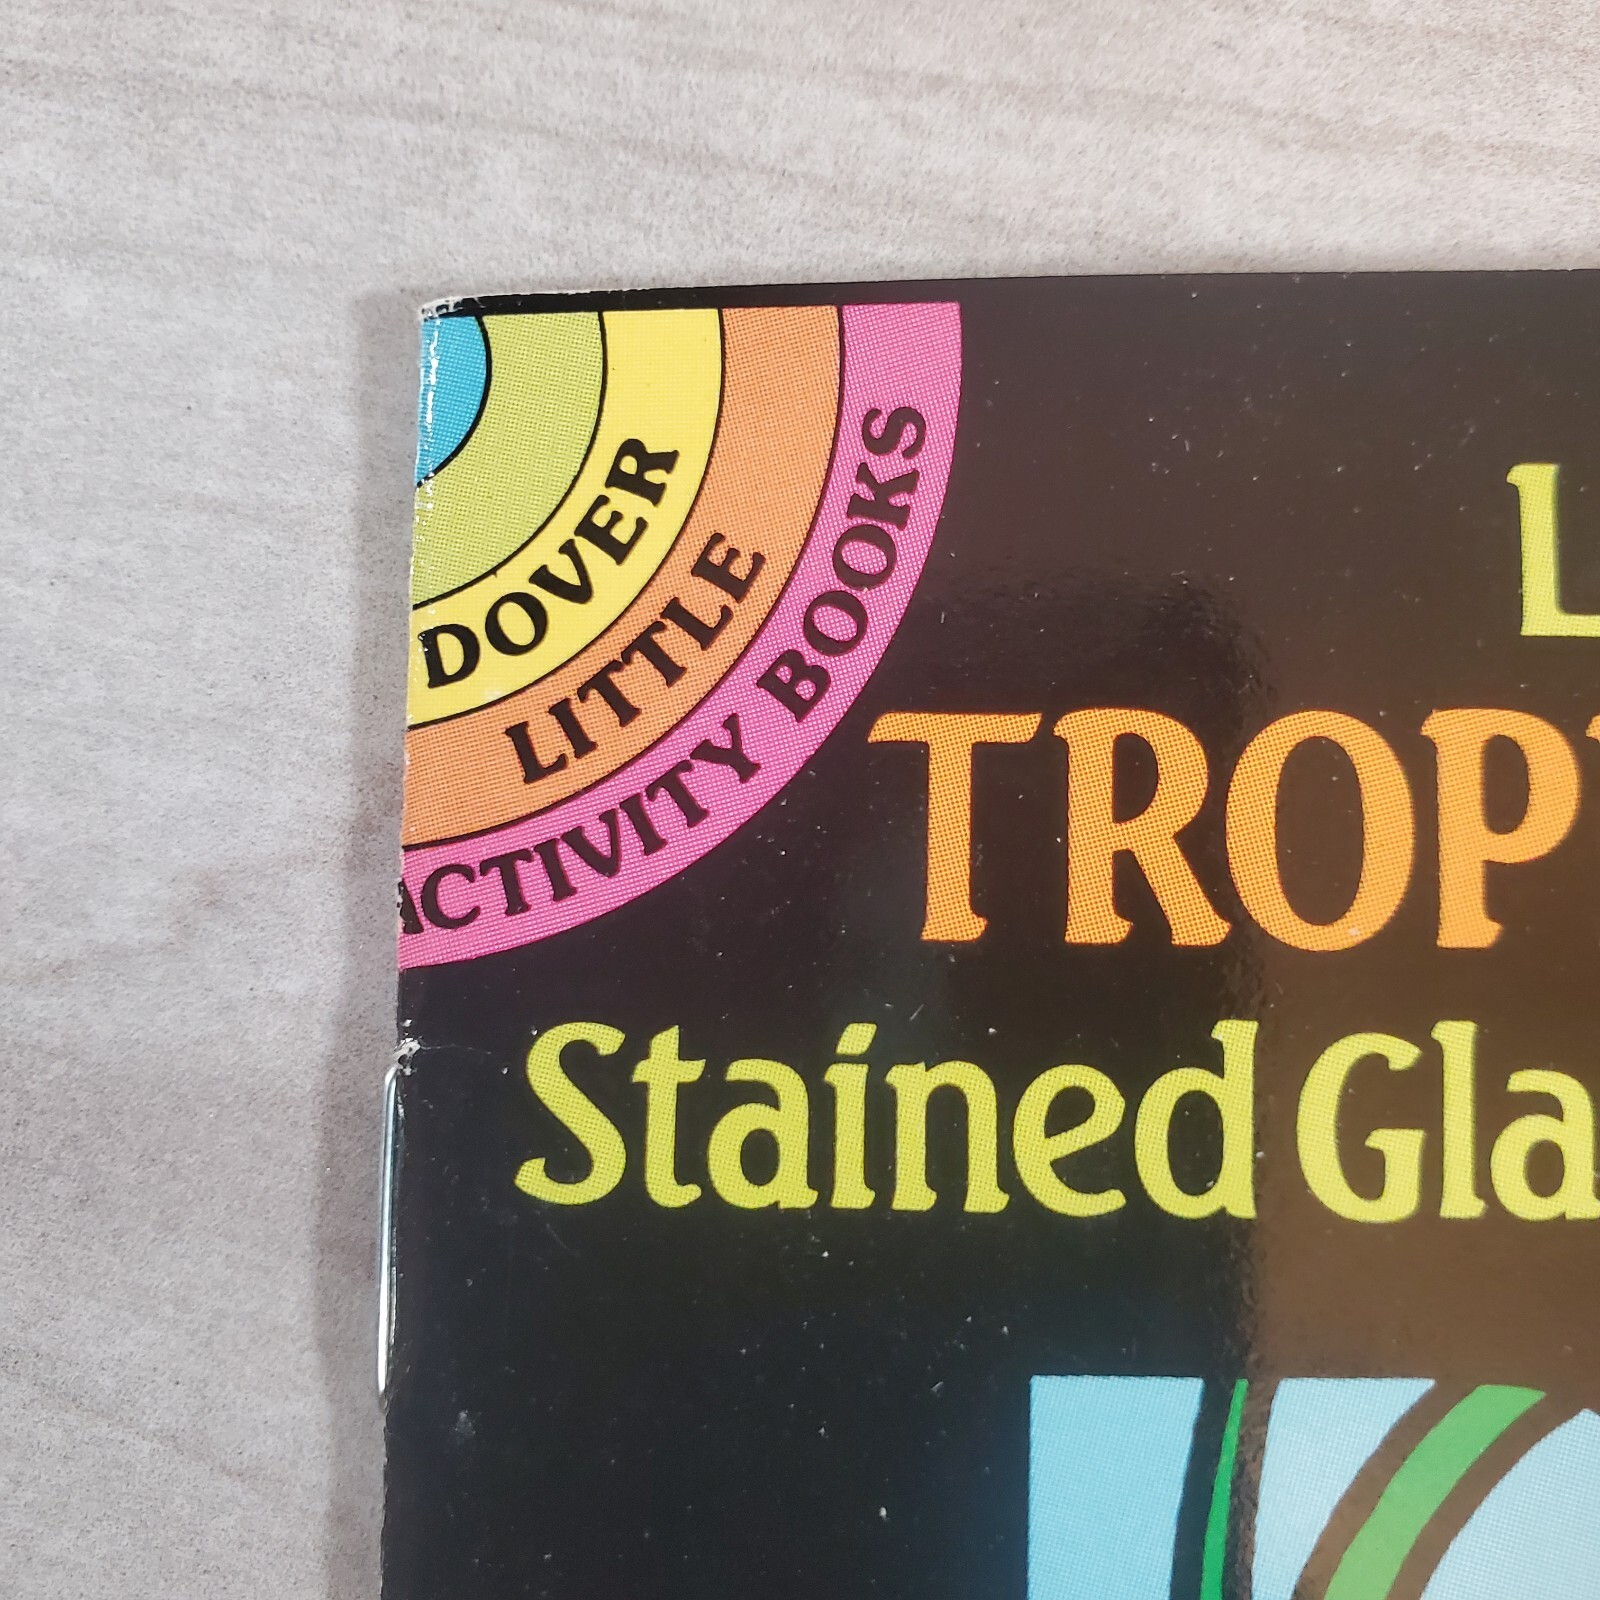 DOVER
LITTLE
ACTIVITY BOOKS
L
TROP
Stained Gla